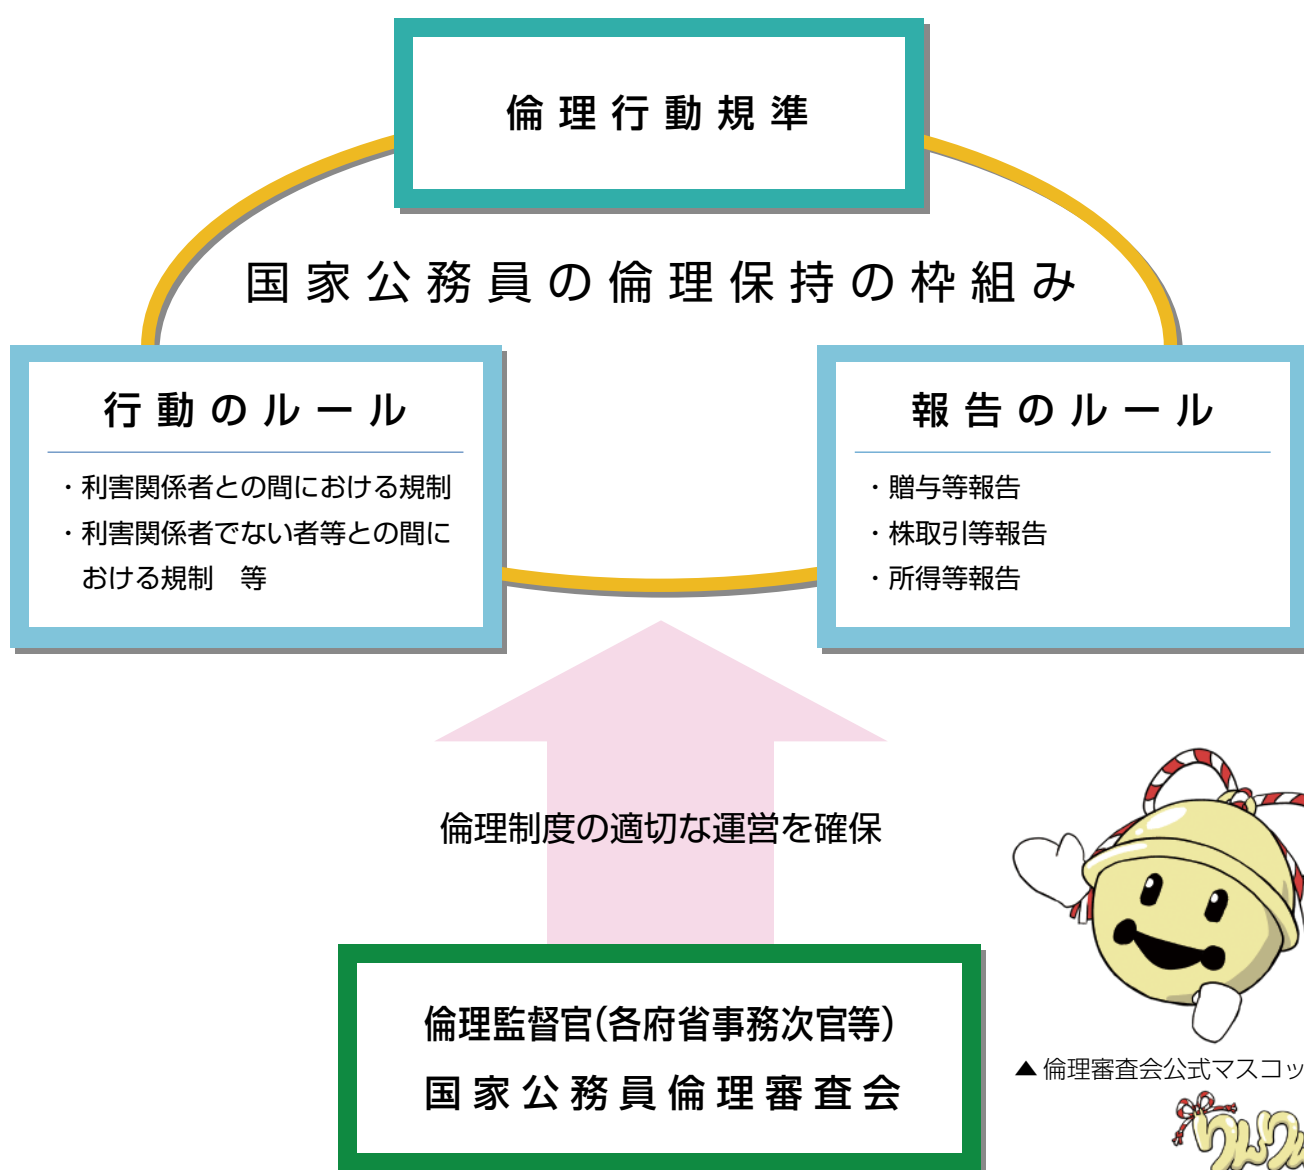 倫理行動規準
国家公務員の倫理保持の枠組み
行動のルール
・利害関係者との間における規制
・利害関係者でない者等との間に
おける規制　等
報告のルール
・贈与等報告
・株取引等報告
・所得等報告
倫理制度の適切な運営を確保
倫理監督官(各府省事務次官等)
国家公務員倫理審査会
▲倫理審査会公式マスコッ